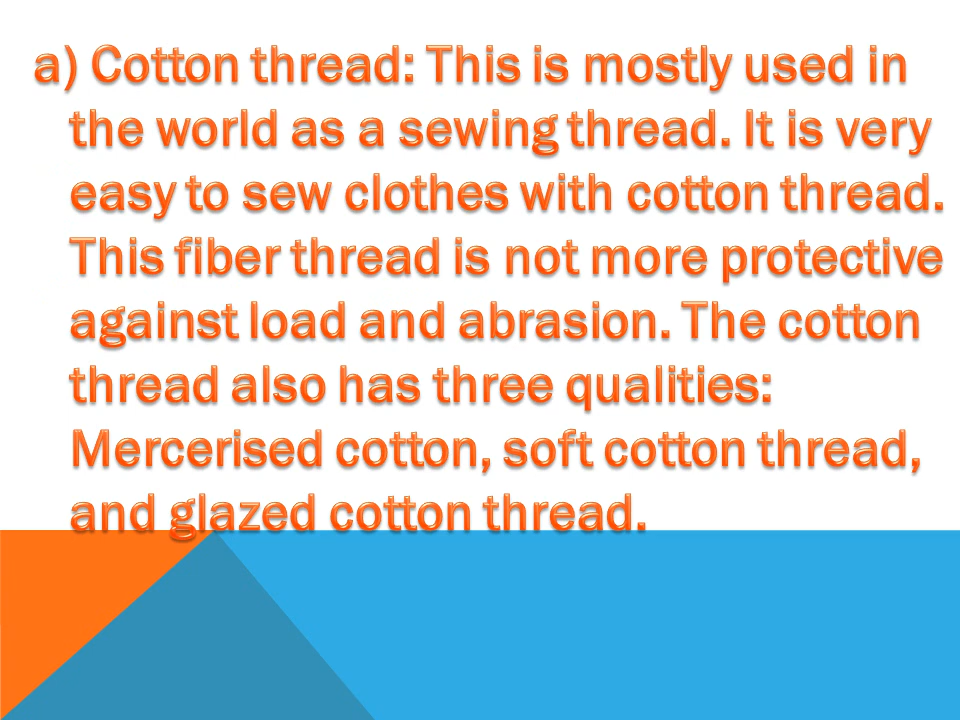 a) Cotton thread: This is mostly used in
the world as a sewing thread. It is very
easy to sew clothes with cotton thread.
This fiber thread is not more protective
against load and abrasion. The cotton
thread also has three qualities:
Mercerised cotton, soft cotton thread,
and glazed cotton thread.